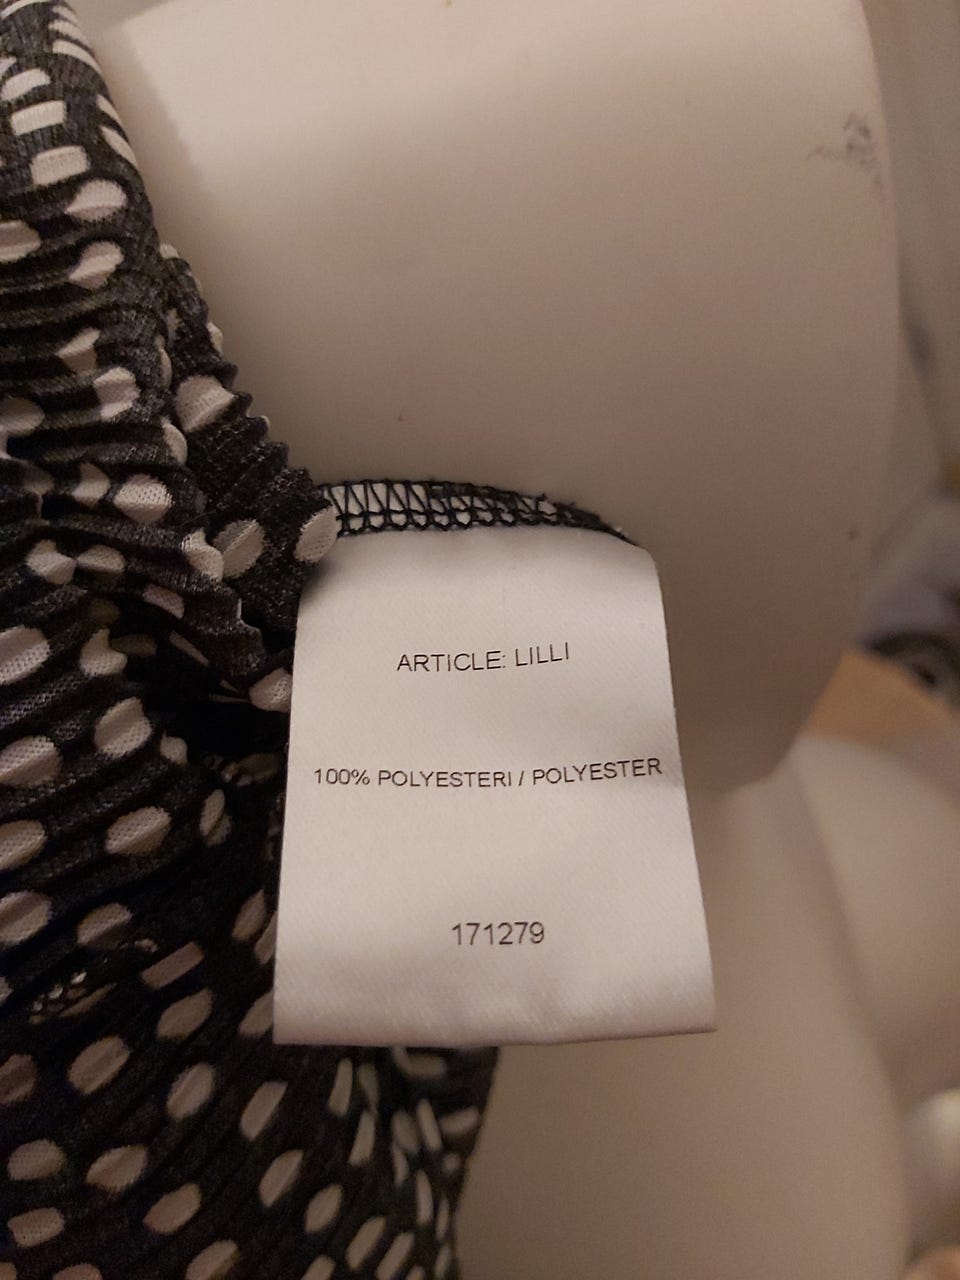 ARTICLE: LILLI
100% POLYESTERI / POLYESTER
171279